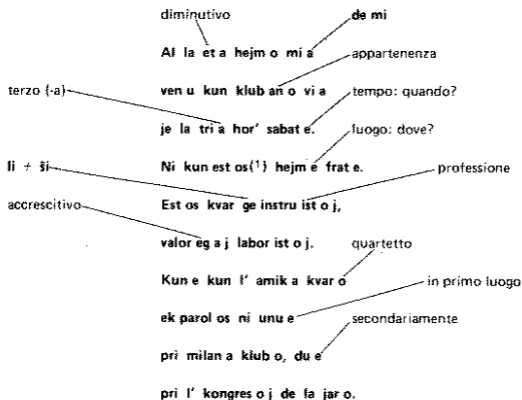 diminutivo de mi
Al la et a hejm o mi a appartenenza
terzo (-a) ven u kun klub an o vi a tempo: quando?
je la tri a hor' sabat e. luogo: dove?
li + ŝi Ni kun est os(¹) hejm e frat e. professione
accrescitivo Est os kvar ge instru ist o j,
valor eg a j labor ist o j. quartetto
Kun e kun l' amik a kvar o in primo luogo
ek parol os ni unu e secondariamente
pri milan a klub o, du e
pri l' kongres o j de la jar o.